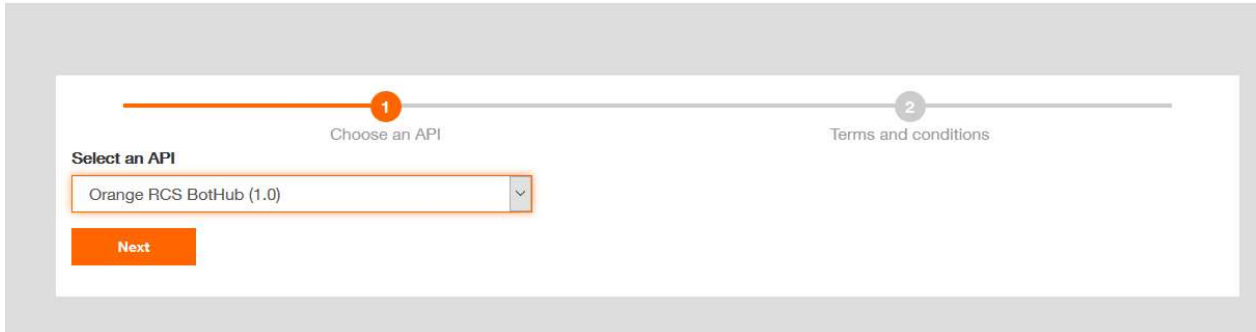 1
2
Choose an API
Terms and conditions
Select an API
Orange RCS BotHub (1.0)
Next